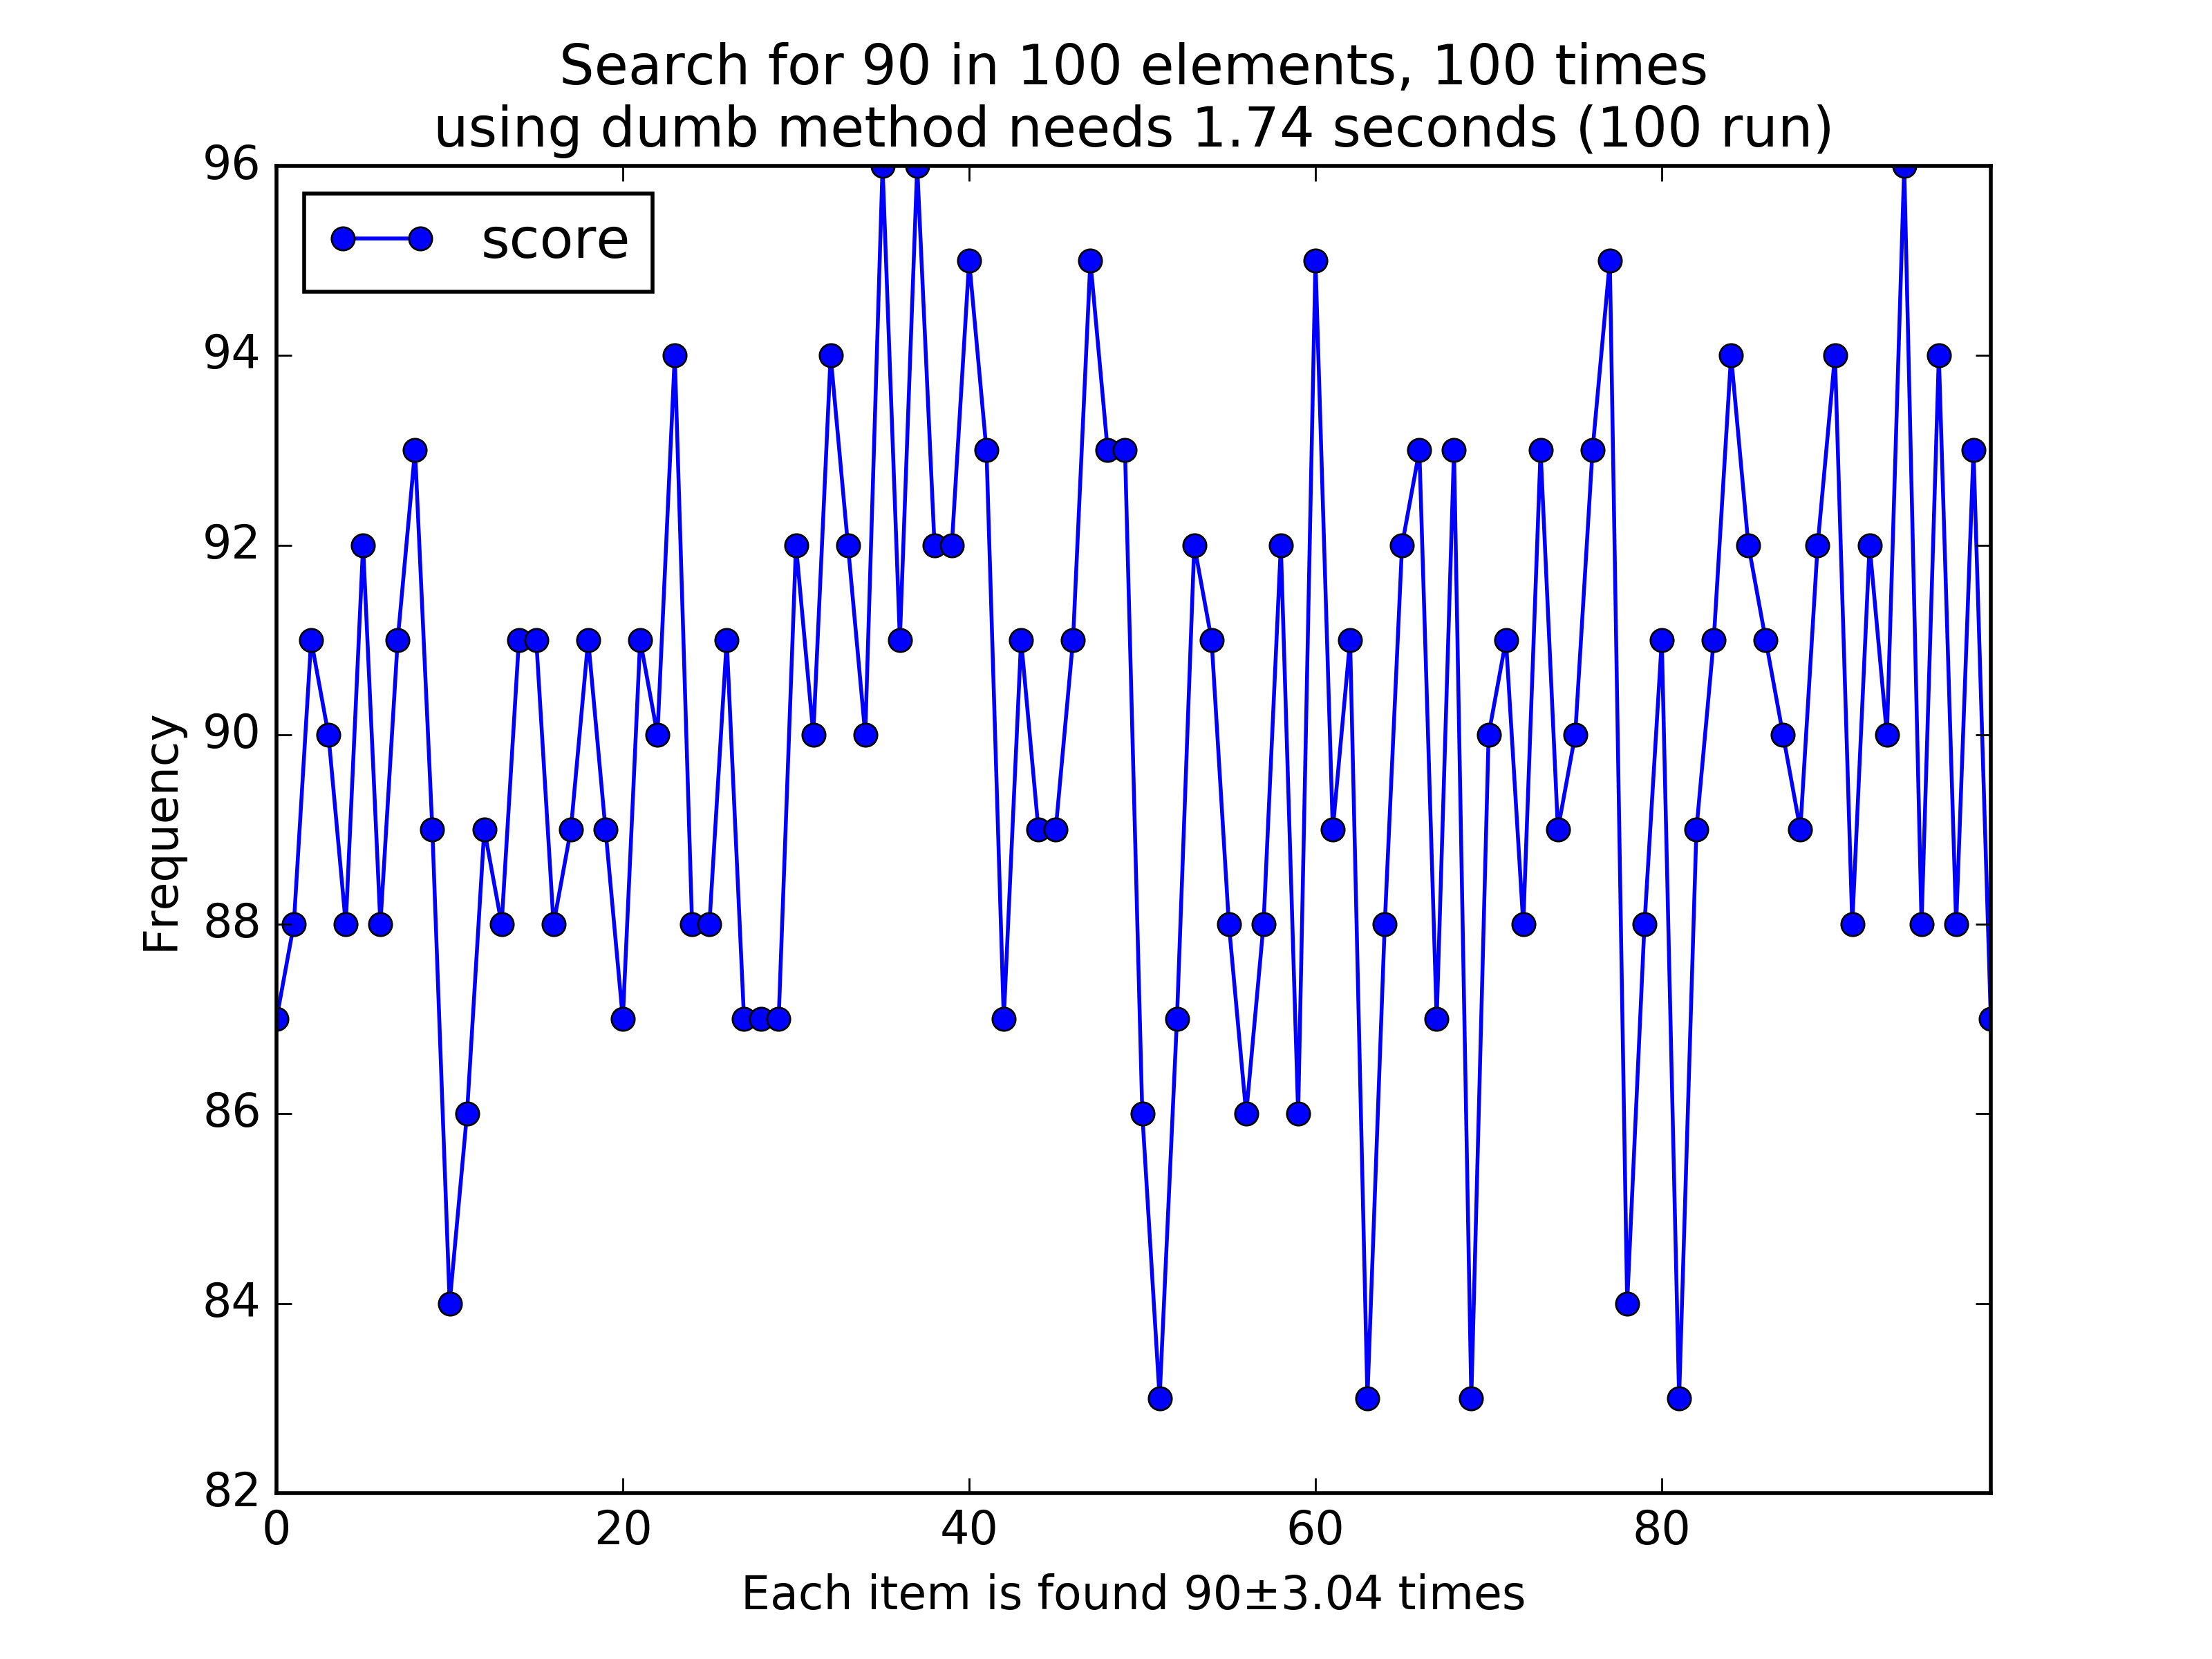 Search for 90 in 100 elements, 100 times
using dumb method needs 1.74 seconds (100 run)
96
score
94
92
90
Frequency
88
86
84
82
0 20 40 60 80
Each item is found 90±3.04 times